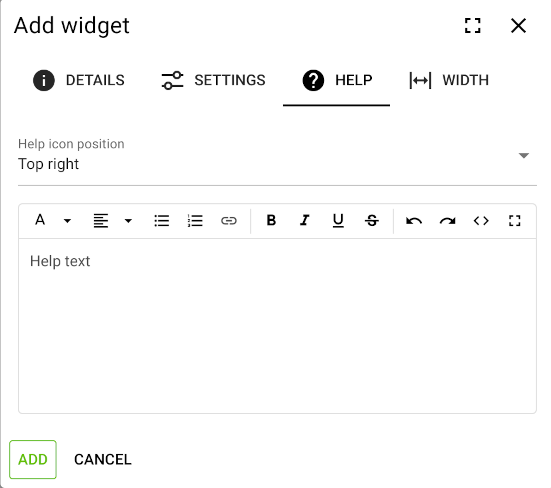 Add widget
DETAILS SETTINGS HELP WIDTH
Help icon position
Top right
A B I U S <>
Help text
ADD CANCEL